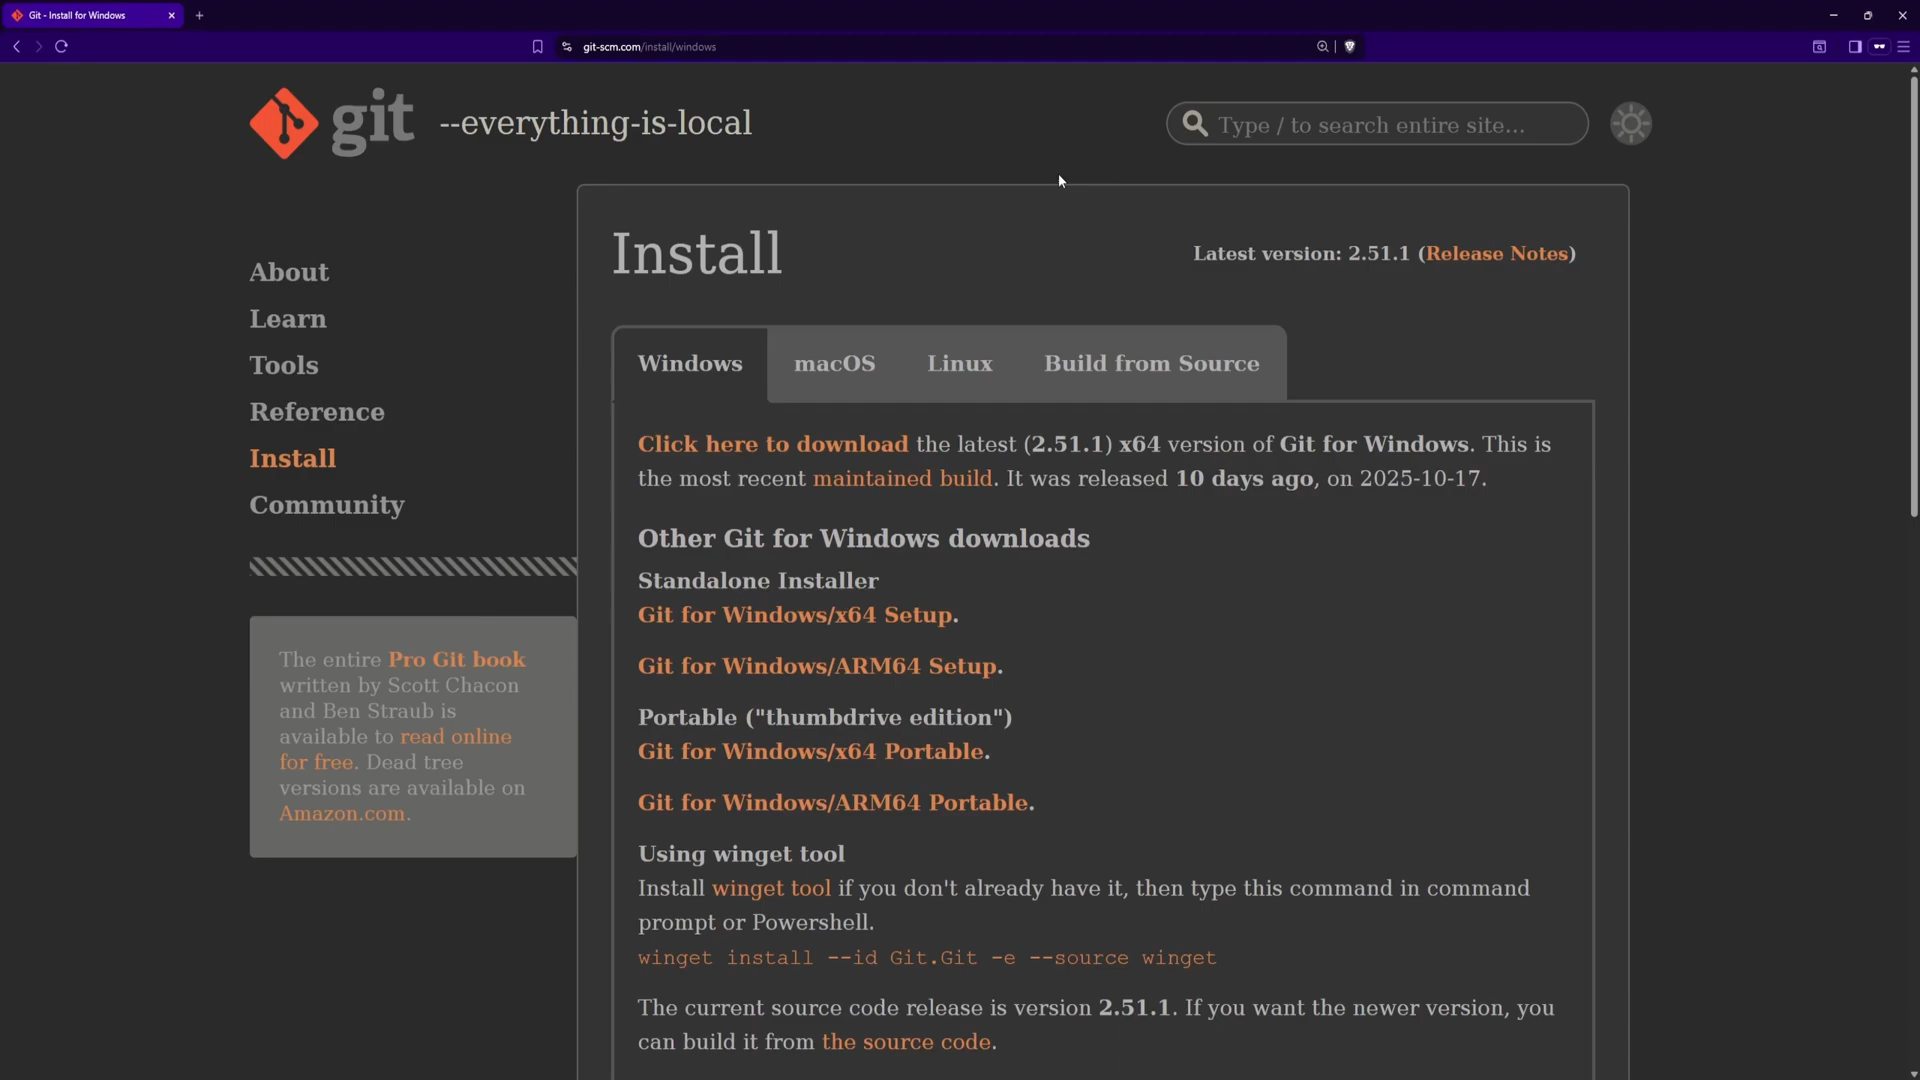 Git - Install for Windows
git-scm.com/install/windows
git --everything-is-local
Type / to search entire site...
About
Learn
Tools
Reference
Install
Community
The entire Pro Git book
written by Scott Chacon
and Ben Straub is
available to read online
for free. Dead tree
versions are available on
Amazon.com.
Install
Latest version: 2.51.1 (Release Notes)
Windows macOS Linux Build from Source
Click here to download the latest (2.51.1) x64 version of Git for Windows. This is
the most recent maintained build. It was released 10 days ago, on 2025-10-17.
Other Git for Windows downloads
Standalone Installer
Git for Windows/x64 Setup.
Git for Windows/ARM64 Setup.
Portable ("thumbdrive edition")
Git for Windows/x64 Portable.
Git for Windows/ARM64 Portable.
Using winget tool
Install winget tool if you don't already have it, then type this command in command
prompt or Powershell.
winget install --id Git.Git -e --source winget
The current source code release is version 2.51.1. If you want the newer version, you
can build it from the source code.